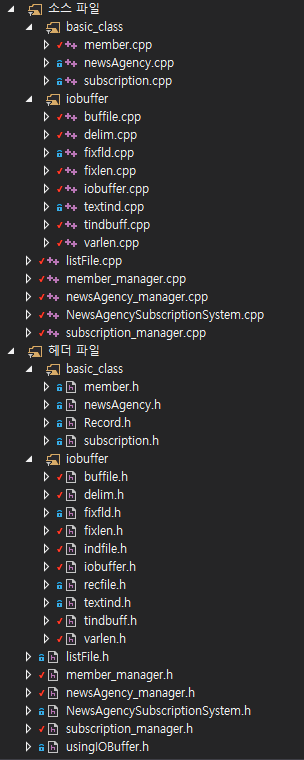 소스 파일
basic_class
member.cpp
newsAgency.cpp
subscription.cpp
iobuffer
buffile.cpp
delim.cpp
fixfld.cpp
fixlen.cpp
iobuffer.cpp
textind.cpp
tindbuff.cpp
varlen.cpp
listFile.cpp
member_manager.cpp
newsAgency_manager.cpp
NewsAgencySubscriptionSystem.cpp
subscription_manager.cpp
헤더 파일
basic_class
member.h
newsAgency.h
Record.h
subscription.h
iobuffer
buffile.h
delim.h
fixfld.h
fixlen.h
indfile.h
iobuffer.h
recfile.h
textind.h
tindbuff.h
varlen.h
listFile.h
member_manager.h
newsAgency_manager.h
NewsAgencySubscriptionSystem.h
subscription_manager.h
usingIOBuffer.h